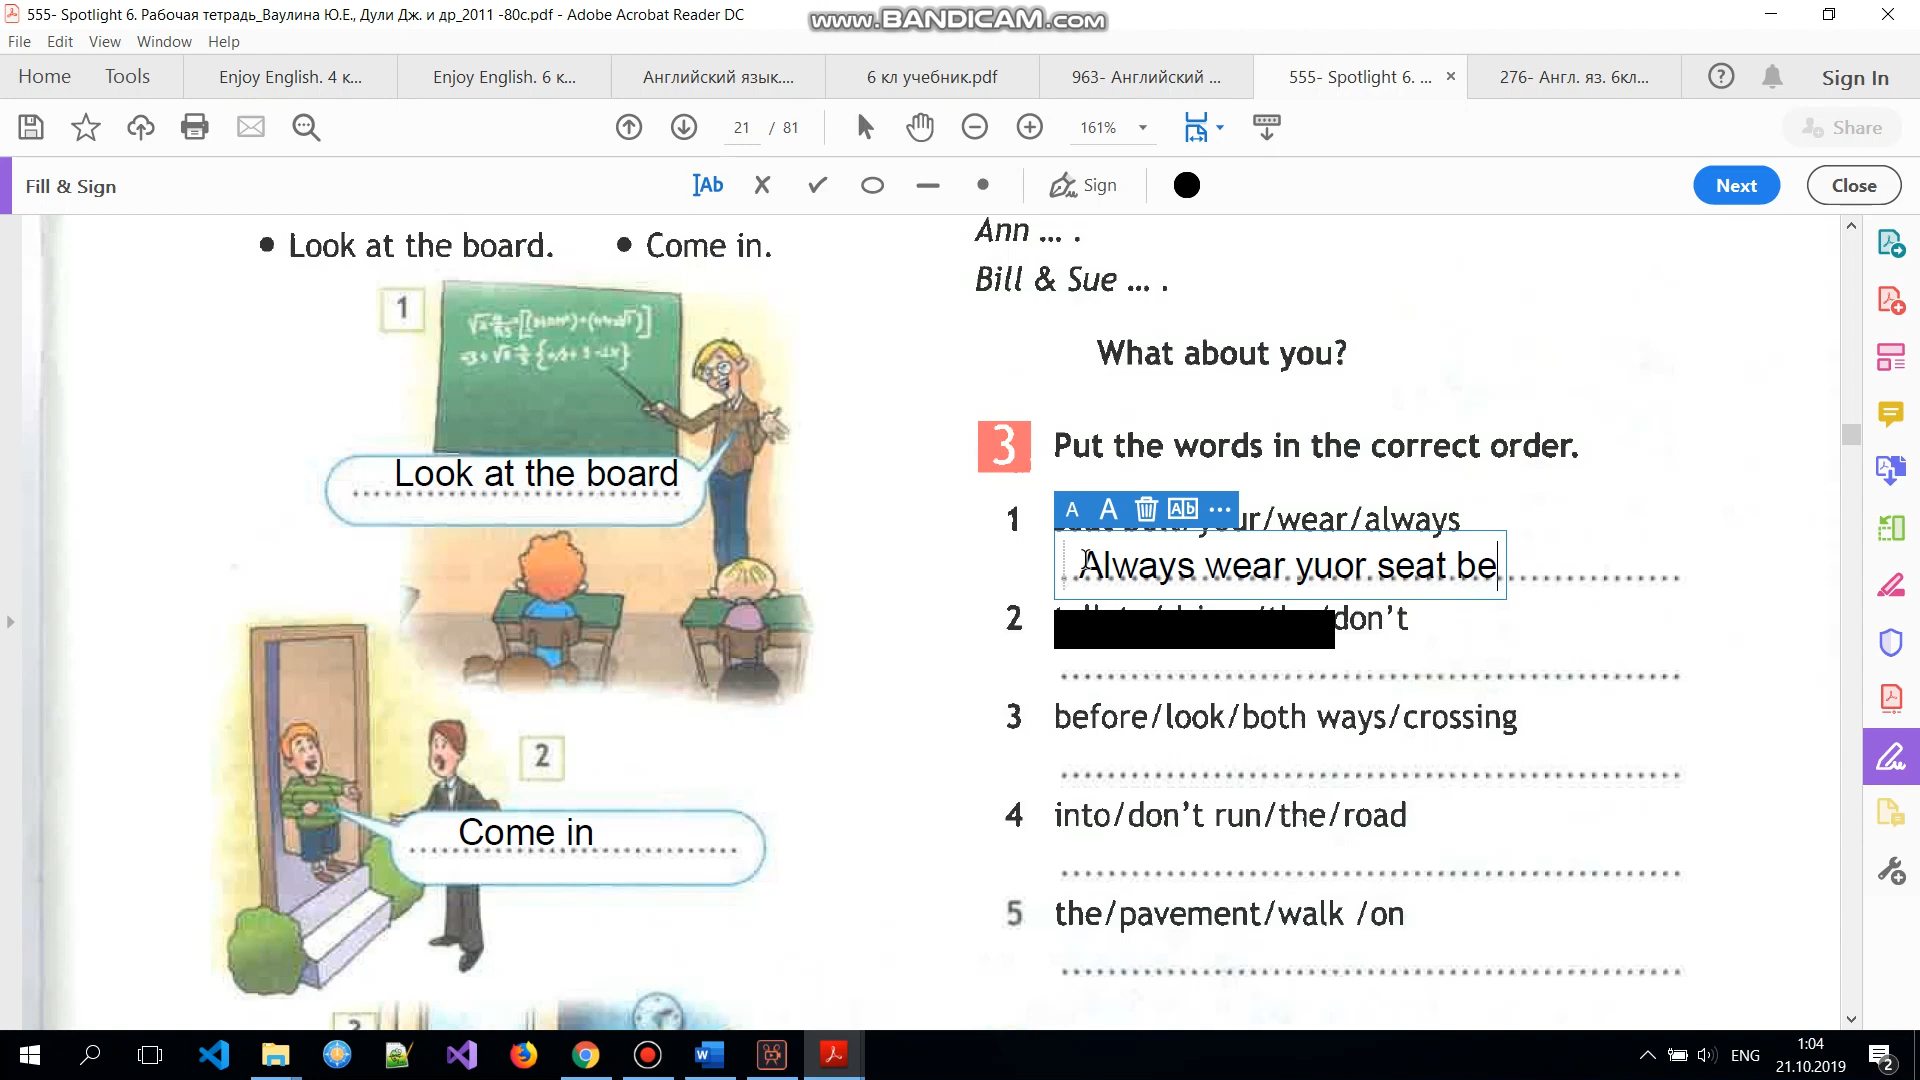 555- Spotlight 6. Рабочая тетрадь_Ваулина Ю.Е., Дули Дж. и др_2011 -80с.pdf - Adobe Acrobat Reader DC
www.BANDICAM.com
File Edit View Window Help
Home Tools Enjoy English. 4 к... Enjoy English. 6 к... Английский язык.... 6 кл учебник.pdf 963- Английский ... 555- Spotlight 6. ... × 276- Англ. яз. 6кл... Sign In
21 / 81 161% Share
Fill & Sign Ab Sign Next Close
• Look at the board. • Come in.
1
Look at the board
2
Come in
Ann ... .
Bill & Sue ... .
What about you?
3 Put the words in the correct order.
A A Ab ...
1 /wear/always
Always wear yuor seat be
2 /don't
3 before/look/both ways/crossing
4 into/don't run/the/road
5 the/pavement/walk /on
ENG 1:04
21.10.2019 2